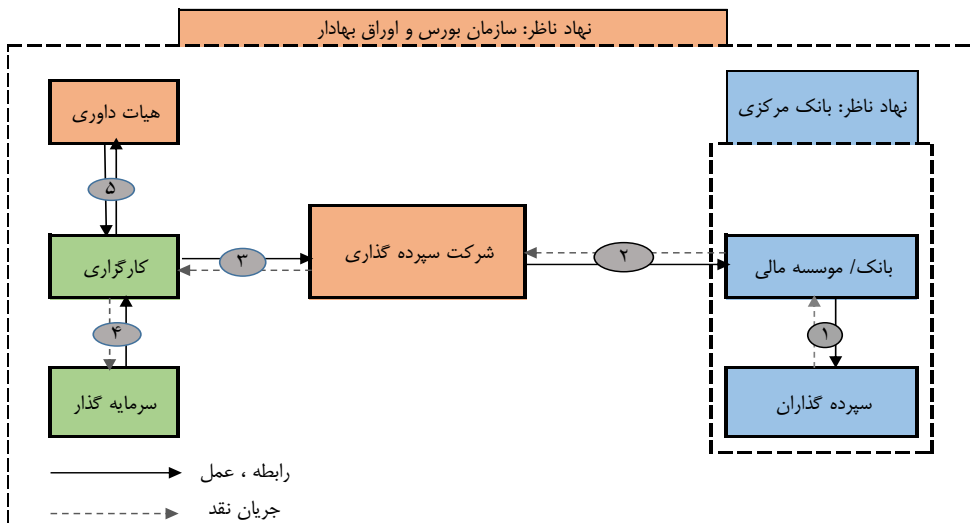 نهاد ناظر: سازمان بورس و اوراق بهادار
نهاد ناظر: بانک مرکزی
هیات داوری
۵
کارگزاری
۳
شرکت سپرده گذاری
۲
بانک/ موسسه مالی
۴
۱
سرمایه گذار
سپرده گذاران
رابطه ، عمل
جریان نقد